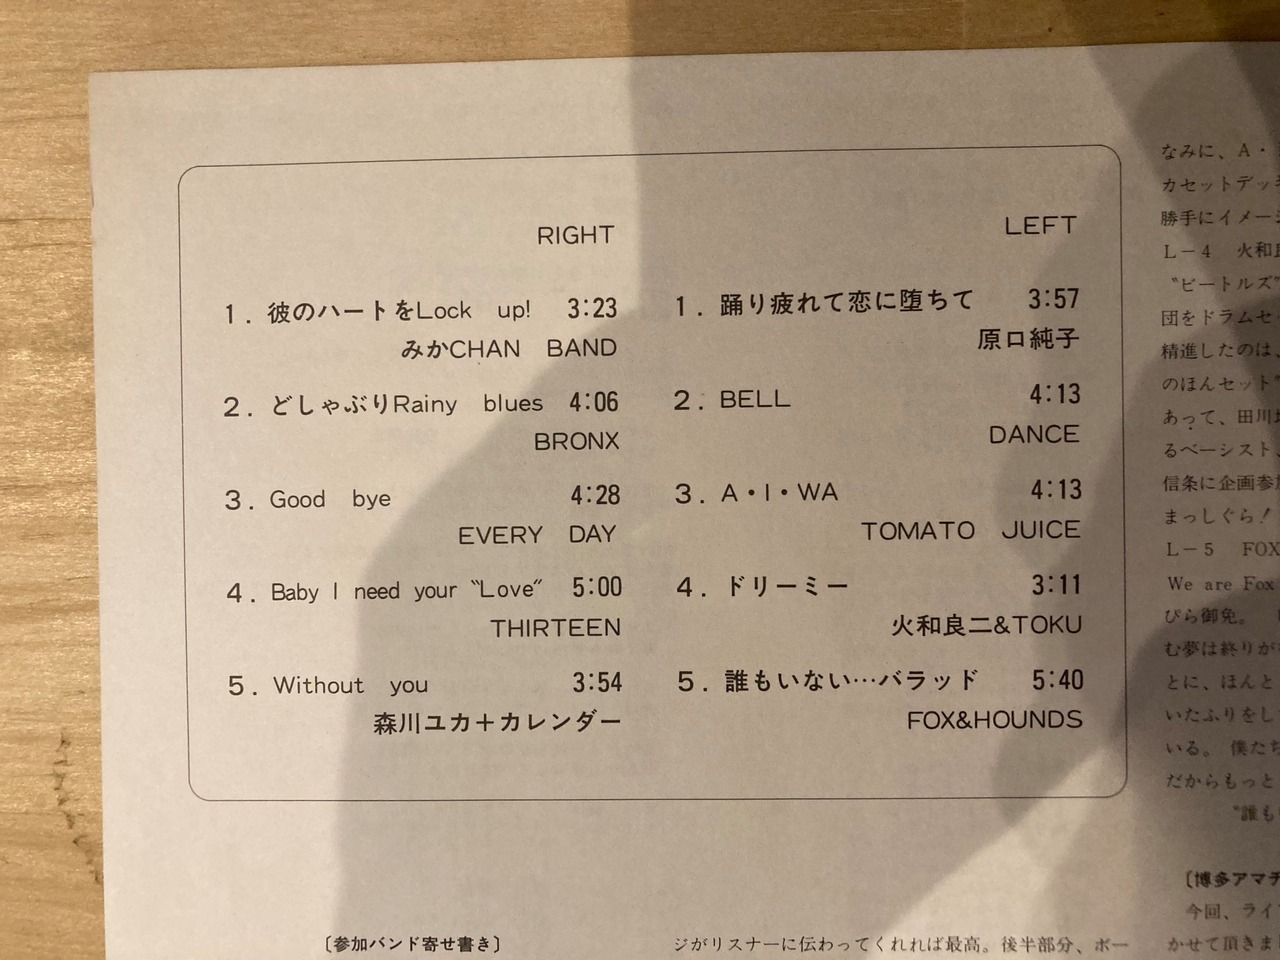 RIGHT
1. 彼のハートをLock up! 3:23
みかCHAN BAND
2. どしゃぶりRainy blues 4:06
BRONX
3. Good bye 4:28
EVERY DAY
4. Baby I need your “Love” 5:00
THIRTEEN
5. Without you 3:54
森川ユカ+カレンダー
LEFT
1. 踊り疲れて恋に堕ちて 3:57
原口純子
2. BELL 4:13
DANCE
3. A・I・WA 4:13
TOMATO JUICE
4. ドリーミー 3:11
火和良二&TOKU
5. 誰もいない…バラッド 5:40
FOX&HOUNDS
〔参加バンド寄せ書き〕
ジがリスナーに伝わってくれれば最高。後半部分、ボー
なみに、A・
カセットデッキ
勝手にイメージ
L-4 火和良
“ビートルズ”
団をドラムセ
精進したのは、
のほんセット”
あって、田川
るベーシスト、
信条に企画参加
まっしぐら!
L-5 FOX
We are Fox
ぴら御免。
む夢は終りが
とに、ほんと
いたふりをし
いる。 僕たち
だからもっと
“誰も
〔博多アマチ
今回、ライ
かせて頂きま